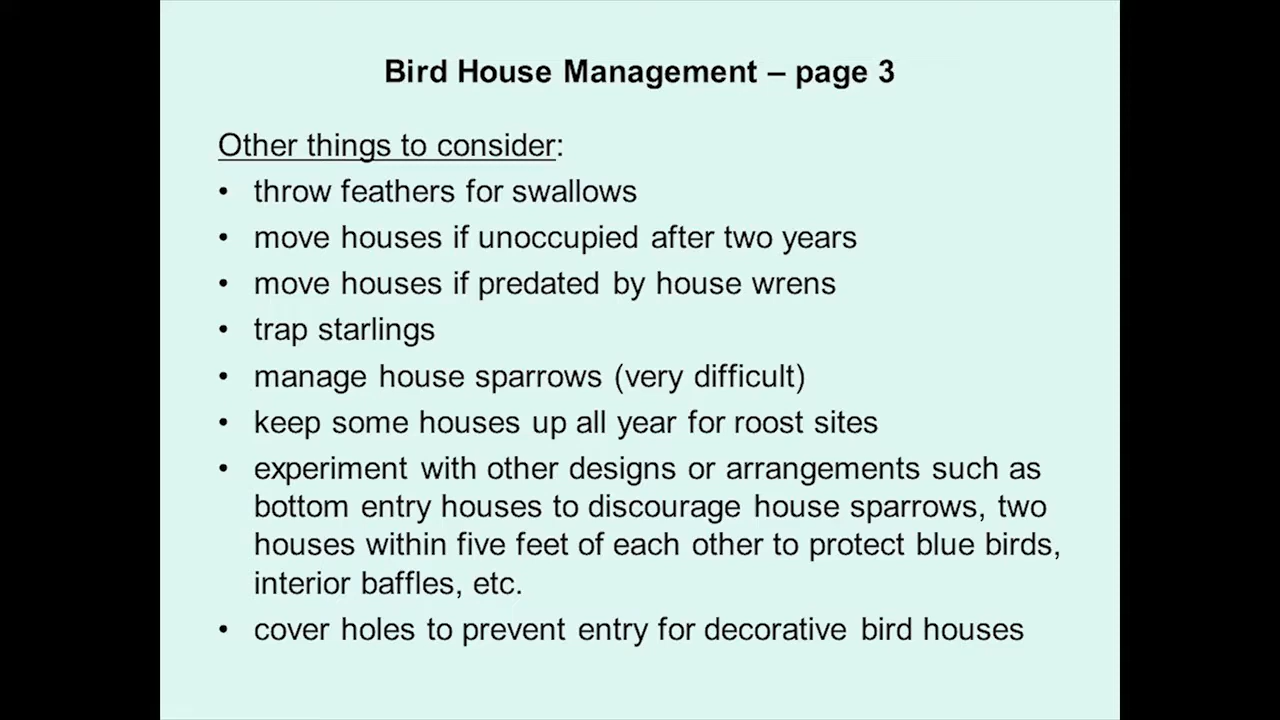 Bird House Management – page 3
Other things to consider:
• throw feathers for swallows
• move houses if unoccupied after two years
• move houses if predated by house wrens
• trap starlings
• manage house sparrows (very difficult)
• keep some houses up all year for roost sites
• experiment with other designs or arrangements such as
bottom entry houses to discourage house sparrows, two
houses within five feet of each other to protect blue birds,
interior baffles, etc.
• cover holes to prevent entry for decorative bird houses